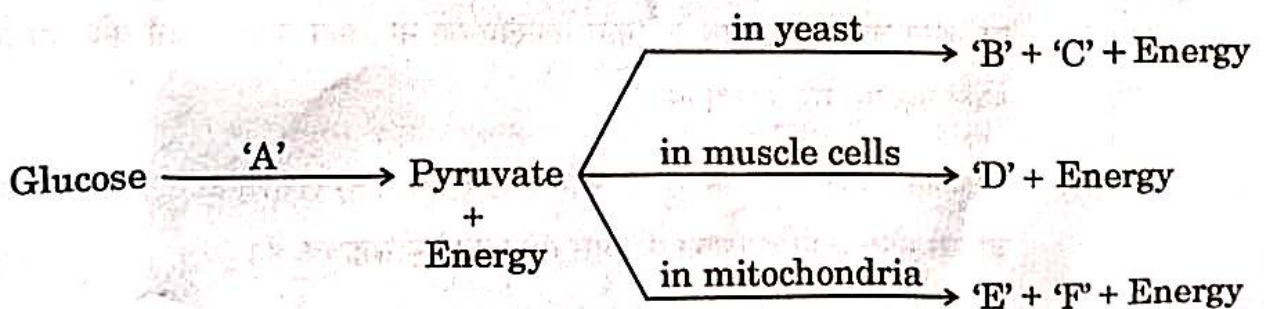 in yeast
‘B’ + ‘C’ + Energy
Glucose
‘A’
Pyruvate
+
Energy
in muscle cells
‘D’ + Energy
in mitochondria
‘E’ + ‘F’ + Energy